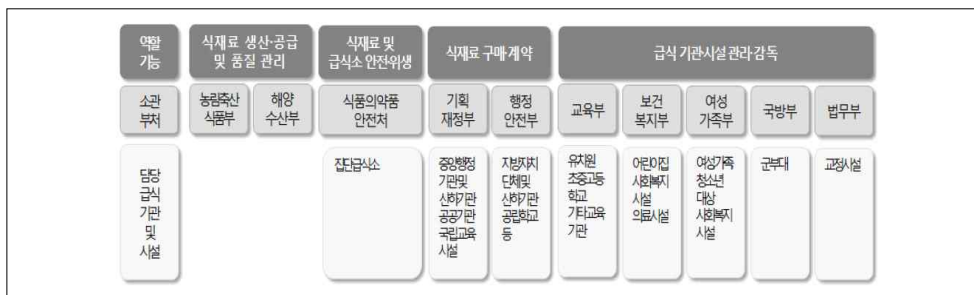 역할
기능
식재료 생산·공급
및 품질 관리
식재료 및
급식소 안전·위생
식재료 구매·계약
급식 기관·시설 관리·감독
소관
부처
농림축산
식품부
해양
수산부
식품의약품
안전처
기획
재정부
행정
안전부
교육부
보건
복지부
여성
가족부
국방부
법무부
담당
급식
기관
및
시설
집단급식소
중앙행정
기관 및
산하기관
공공기관
국립교육
시설
지방자치
단체 및
산하기관
공립학교
등
유치원
초중고등
학교
기타교육
기관
어린이집
사회복지
시설
의료시설
여성가족
청소년
대상
사회복지
시설
군부대
교정시설